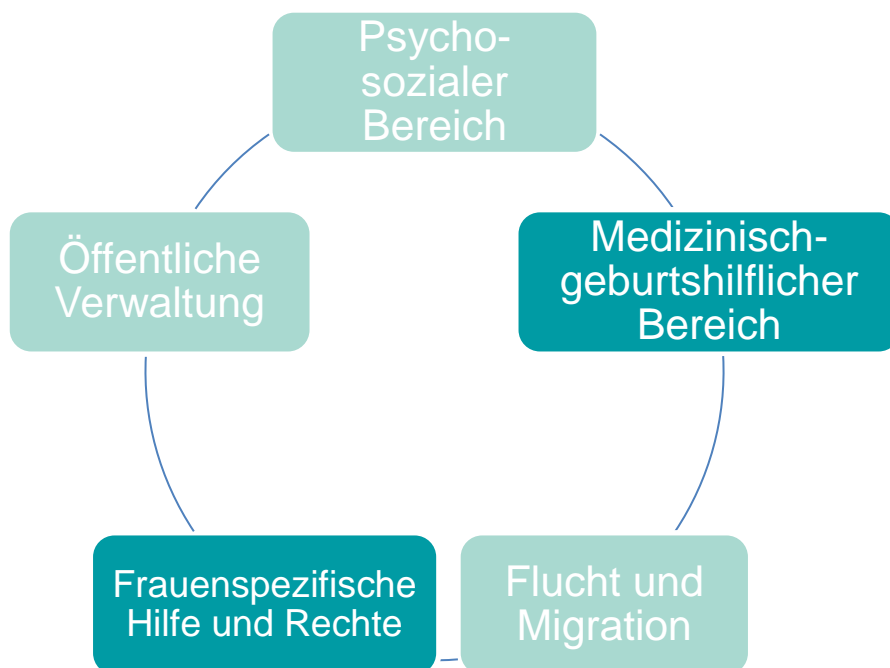 Psycho-
sozialer
Bereich
Medizinisch-
geburtshilflicher
Bereich
Flucht und
Migration
Frauenspezifische
Hilfe und Rechte
Öffentliche
Verwaltung